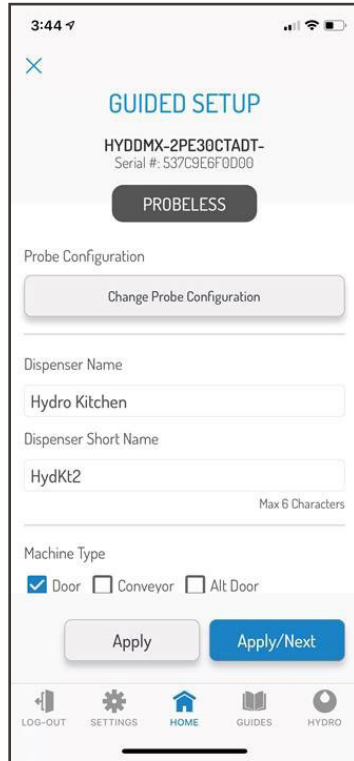 3:44
GUIDED SETUP
HYDDMX-2PE30CTADT-
Serial #: 537C9E6F0D00
PROBELESS
Probe Configuration
Change Probe Configuration
Dispenser Name
Hydro Kitchen
Dispenser Short Name
HydKt2
Max 6 Characters
Machine Type
Door Conveyor Alt Door
Apply Apply/Next
LOG-OUT SETTINGS HOME GUIDES HYDRO